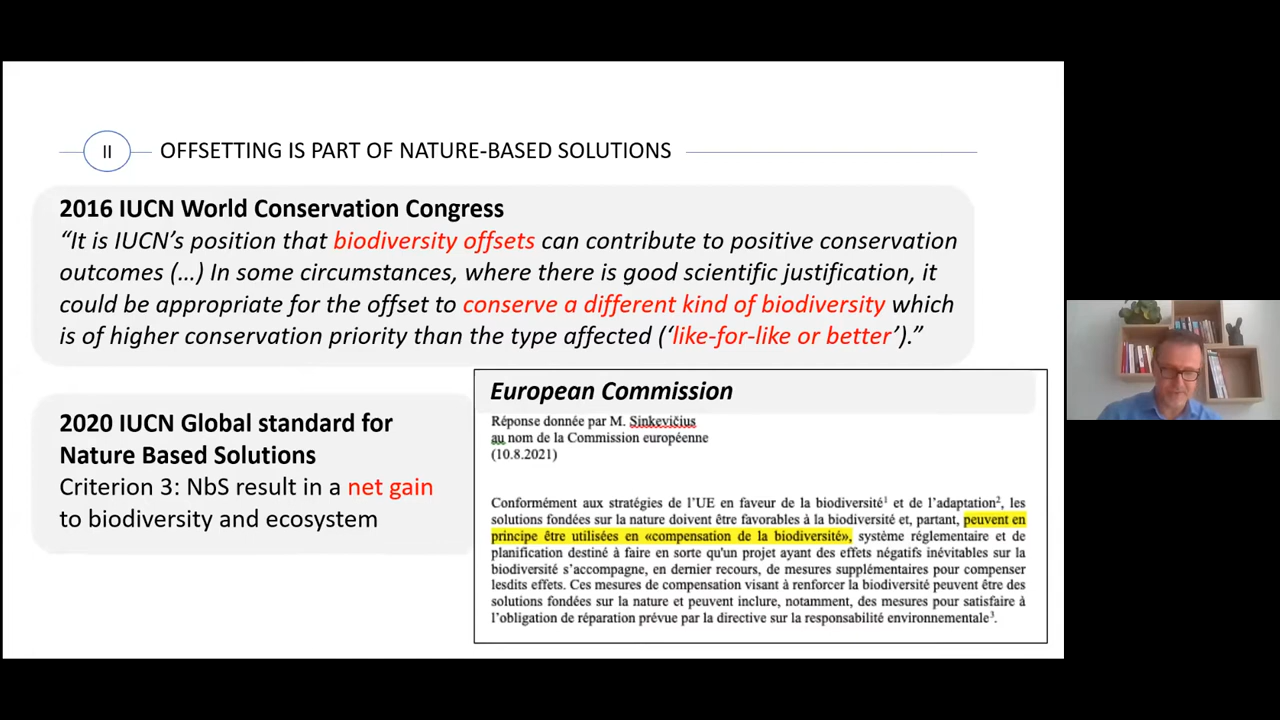 II
OFFSETTING IS PART OF NATURE-BASED SOLUTIONS
2016 IUCN World Conservation Congress
“It is IUCN’s position that biodiversity offsets can contribute to positive conservation
outcomes (…) In some circumstances, where there is good scientific justification, it
could be appropriate for the offset to conserve a different kind of biodiversity which
is of higher conservation priority than the type affected (‘like-for-like or better’).”
2020 IUCN Global standard for
Nature Based Solutions
Criterion 3: NbS result in a net gain
to biodiversity and ecosystem
European Commission
Réponse donnée par M. Sinkevičius
au nom de la Commission européenne
(10.8.2021)
Conformément aux stratégies de l’UE en faveur de la biodiversité¹ et de l’adaptation², les
solutions fondées sur la nature doivent être favorables à la biodiversité et, partant, peuvent en
principe être utilisées en «compensation de la biodiversité», système réglementaire et de
planification destiné à faire en sorte qu'un projet ayant des effets négatifs inévitables sur la
biodiversité s’accompagne, en dernier recours, de mesures supplémentaires pour compenser
lesdits effets. Ces mesures de compensation visant à renforcer la biodiversité peuvent être des
solutions fondées sur la nature et peuvent inclure, notamment, des mesures pour satisfaire à
l’obligation de réparation prévue par la directive sur la responsabilité environnementale³.